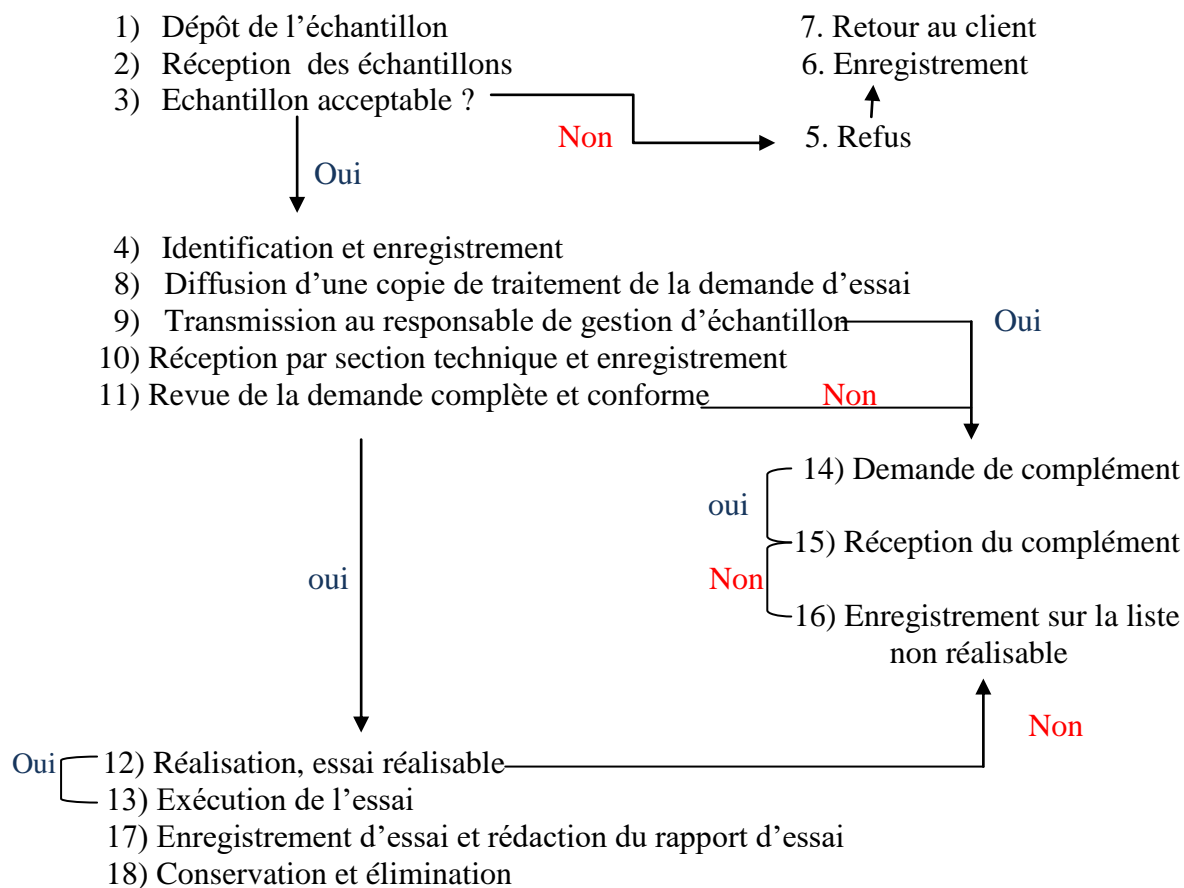 1) Dépôt de l'échantillon
2) Réception des échantillons
3) Echantillon acceptable ?
7. Retour au client
6. Enregistrement
Non
5. Refus
Oui
4) Identification et enregistrement
8) Diffusion d'une copie de traitement de la demande d'essai
9) Transmission au responsable de gestion d'échantillon
Oui
10) Réception par section technique et enregistrement
11) Revue de la demande complète et conforme
Non
14) Demande de complément
oui
15) Réception du complément
oui
Non
16) Enregistrement sur la liste
non réalisable
Non
Oui
12) Réalisation, essai réalisable
13) Exécution de l'essai
17) Enregistrement d'essai et rédaction du rapport d'essai
18) Conservation et élimination